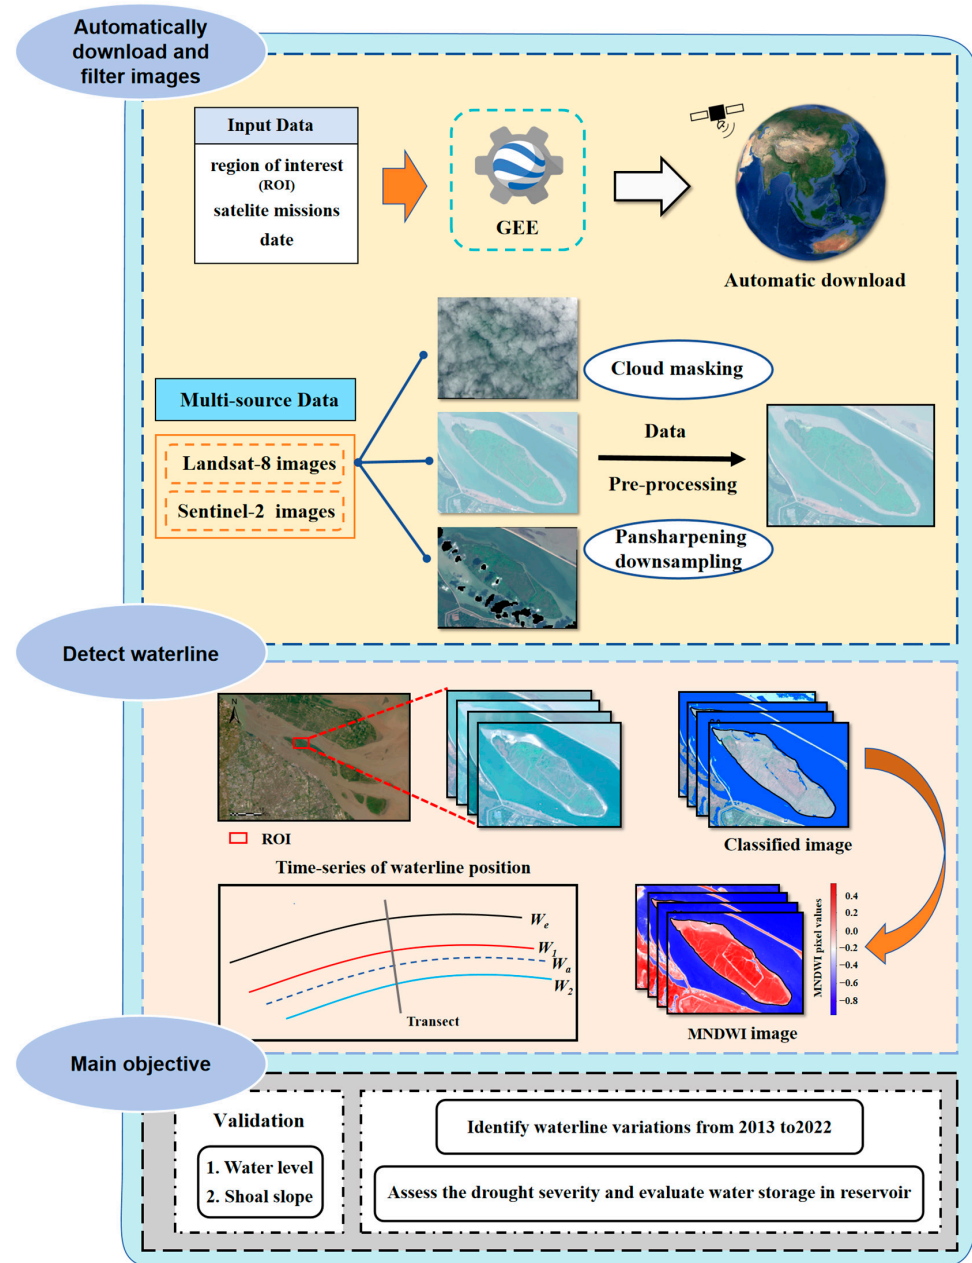 Automatically
download and
filter images
Input Data
region of interest
(ROI)
satelite missions
date
GEE
Automatic download
Multi-source Data
Landsat-8 images
Sentinel-2 images
Cloud masking
Data
Pre-processing
Pansharpening
downsampling
Detect waterline
N
ROI
Classified image
Time-series of waterline position
We
W1
Wa
W2
Transect
0.4
0.2
0.0
−0.2
−0.4
−0.6
−0.8
MNDWI pixel values
MNDWI image
Main objective
Validation
1. Water level
2. Shoal slope
Identify waterline variations from 2013 to2022
Assess the drought severity and evaluate water storage in reservoir